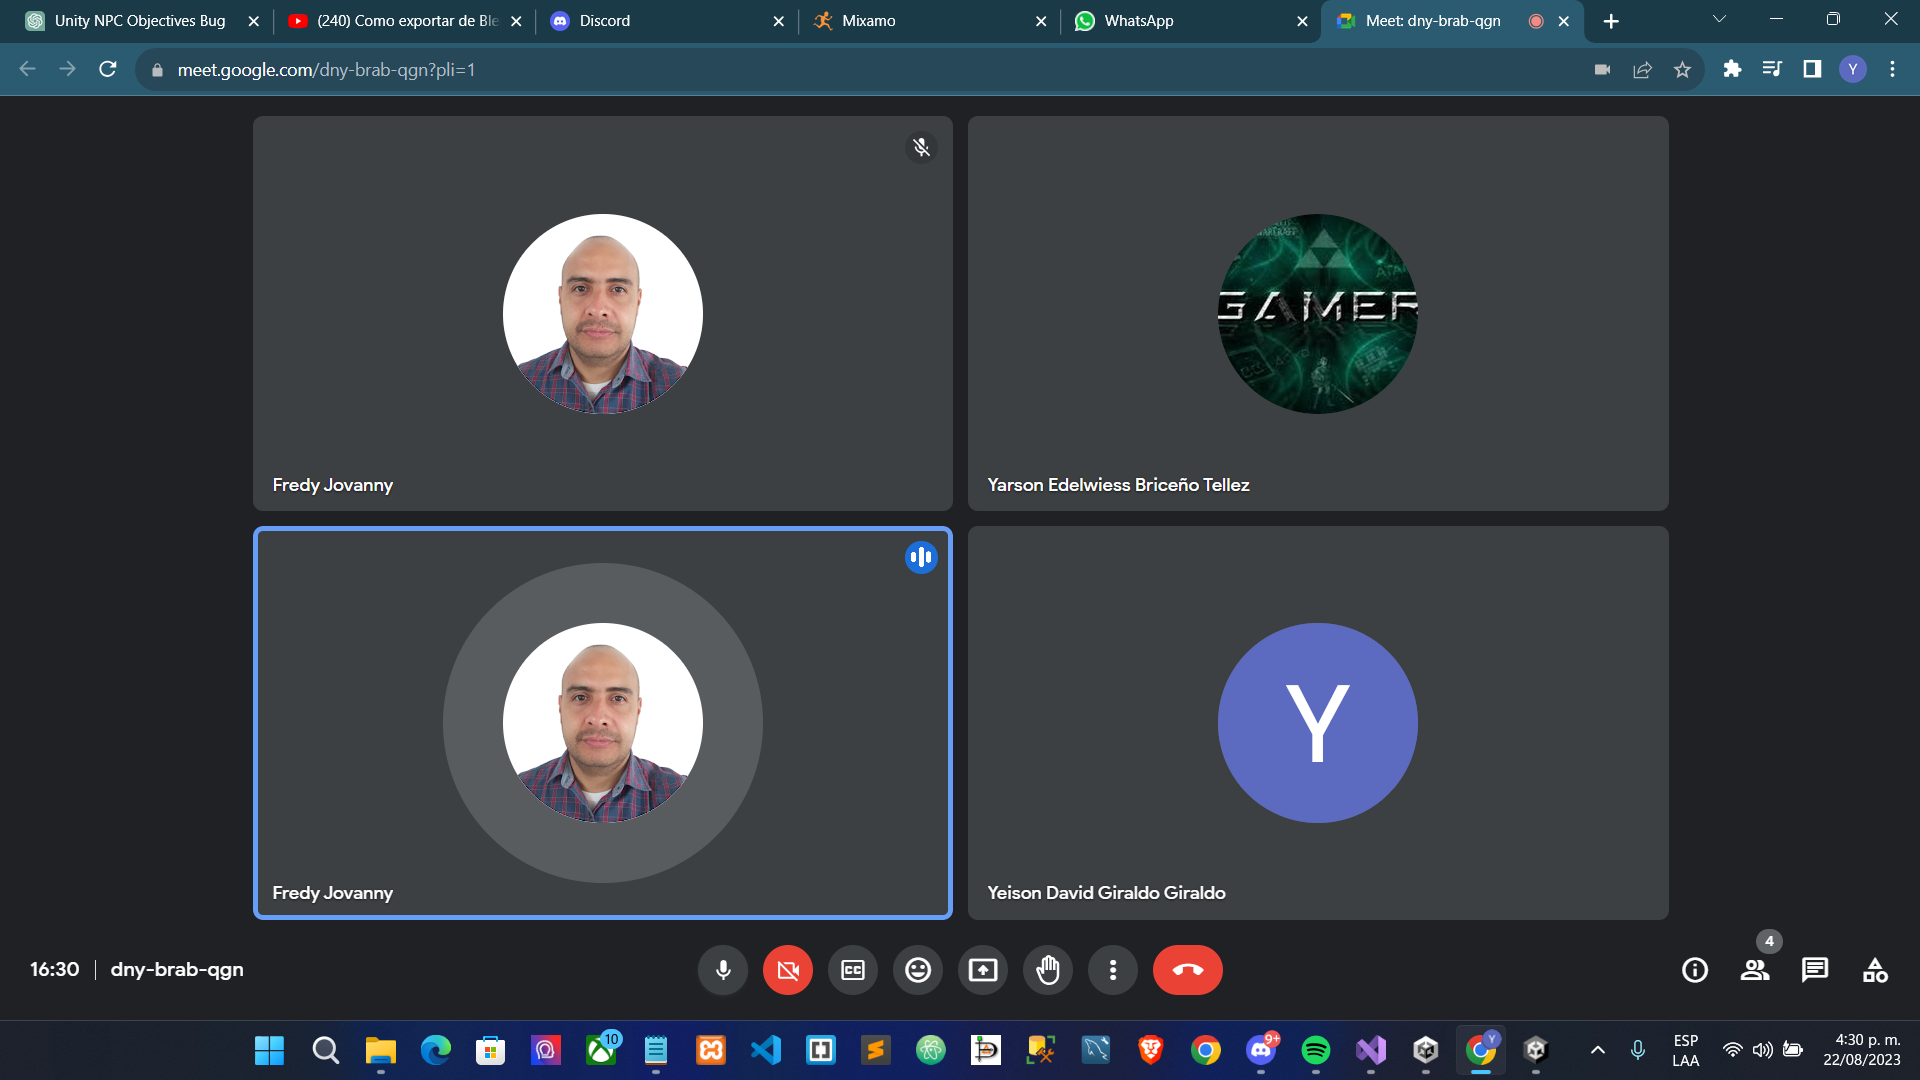 Unity NPC Objectives Bug
(240) Como exportar de Ble
Discord
Mixamo
WhatsApp
Meet: dny-brab-qgn
meet.google.com/dny-brab-qgn?pli=1
Y
GAMER
Fredy Jovanny
Yarson Edelwiess Briceño Tellez
Y
Fredy Jovanny
Yeison David Giraldo Giraldo
16:30
dny-brab-qgn
CC
4
10
9+
Y
ESP
LAA
4:30 p. m.
22/08/2023